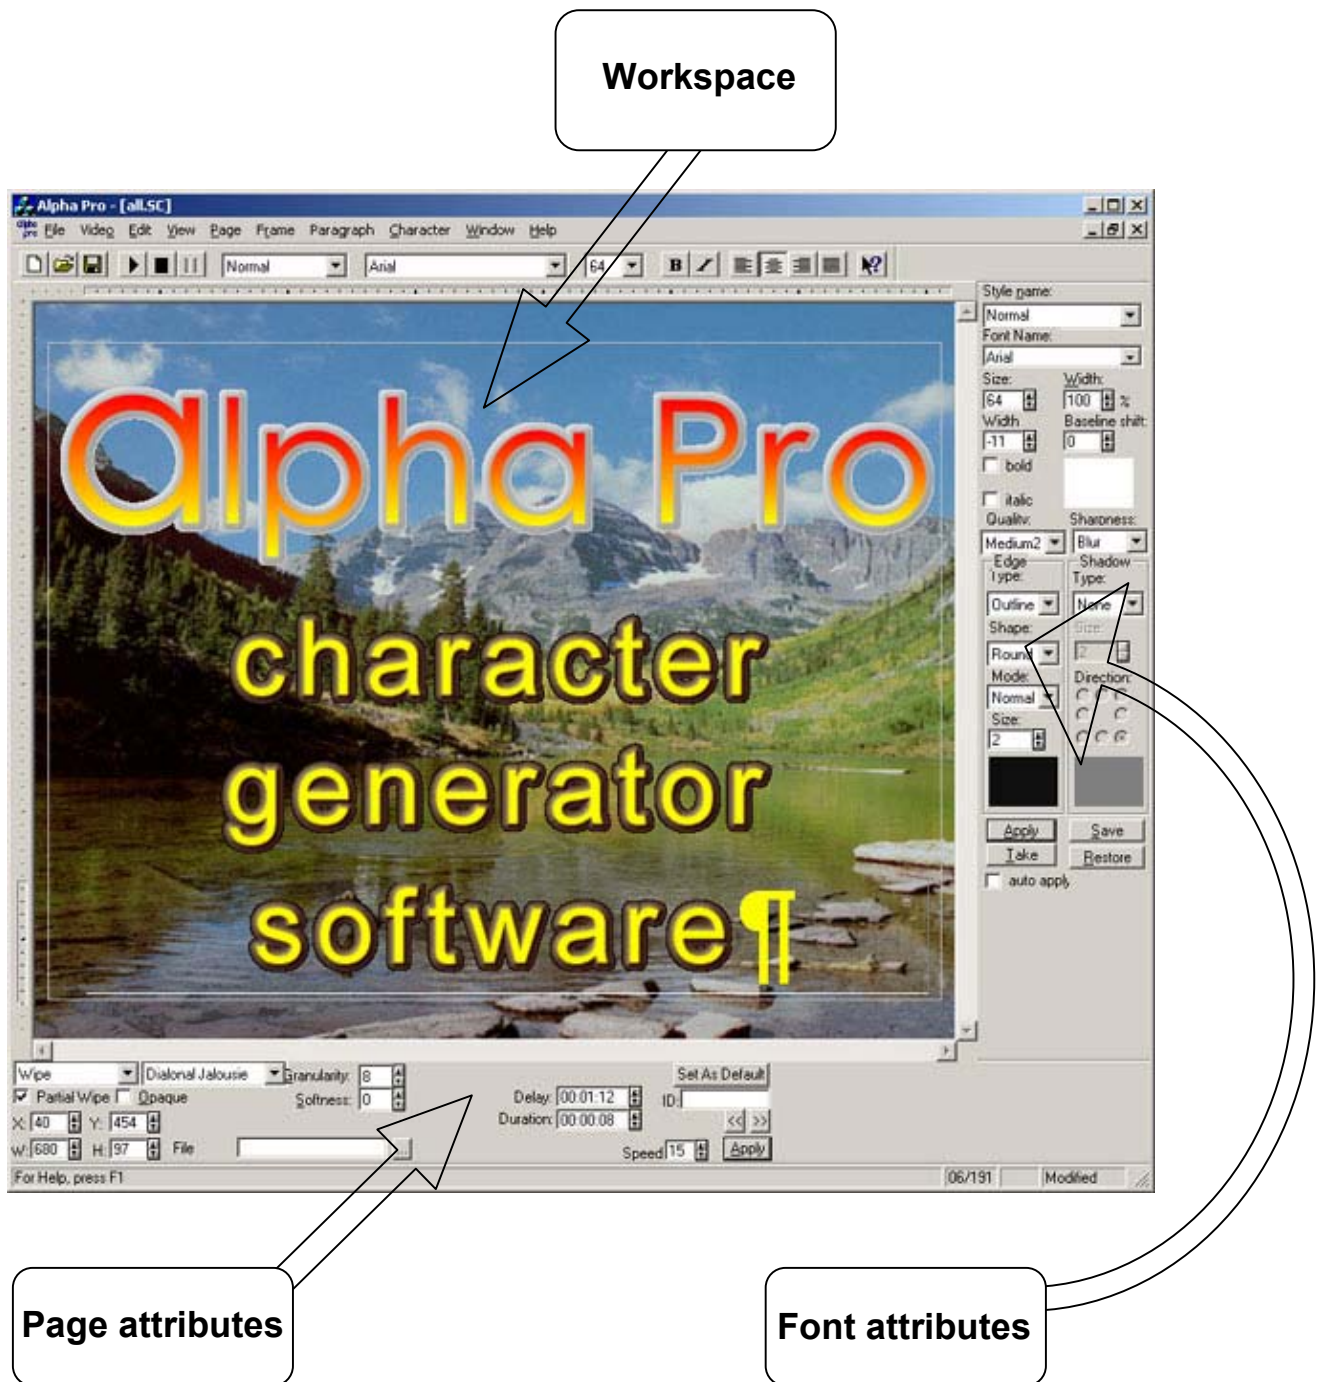 Workspace
Alpha Pro - [all.SC]
File Video Edit View Page Frame Paragraph Character Window Help
Normal Arial 64 B I
Style name:
Normal
Font Name:
Arial
Size: Width:
64 100 %
Width Baseline shift:
-11 0
bold
italic
Quality: Sharpness:
Medium2 Blur
Edge Shadow
Type: Type:
Outline None
Shape: Size:
Round 2
Mode: Direction:
Normal
Size:
2
Apply Save
Take Restore
auto apply
alpha Pro
character
generator
software¶
Wipe Dialonal Jalousie Granularity: 8 Set As Default
Partial Wipe Opaque Softness: 0 Delay: 00:01:12 ID:
X: 40 Y: 454 Duration: 00:00:08 << >>
W: 680 H: 97 File ... Speed 15 Apply
For Help, press F1 06/191 Modified
Page attributes
Font attributes